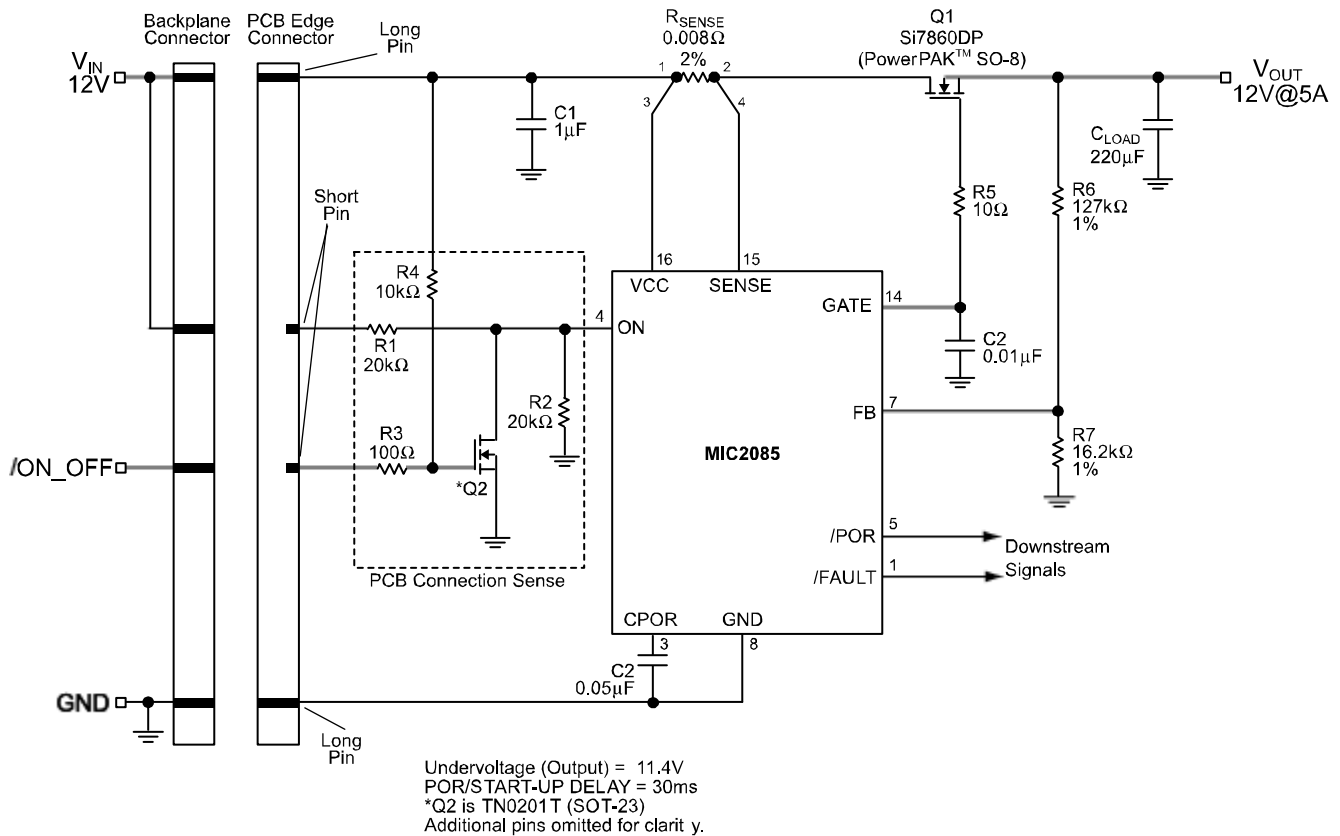 Backplane
Connector
PCB Edge
Connector
Long
Pin
RSENSE
0.008Ω
2%
Q1
Si7860DP
(PowerPAK™ SO-8)
VIN
12V
1
2
3
4
VOUT
12V@5A
C1
1µF
CLOAD
220µF
Short
Pin
R5
10Ω
R6
127kΩ
1%
R4
10kΩ
16
15
VCC
SENSE
14
GATE
4
ON
R1
20kΩ
C2
0.01µF
R2
20kΩ
7
FB
R3
100Ω
MIC2085
R7
16.2kΩ
1%
/ON_OFF
*Q2
5
/POR
Downstream
Signals
1
/FAULT
PCB Connection Sense
CPOR
GND
3
8
C2
0.05µF
GND
Long
Pin
Undervoltage (Output) = 11.4V
POR/START-UP DELAY = 30ms
*Q2 is TN0201T (SOT-23)
Additional pins omitted for clarit y.